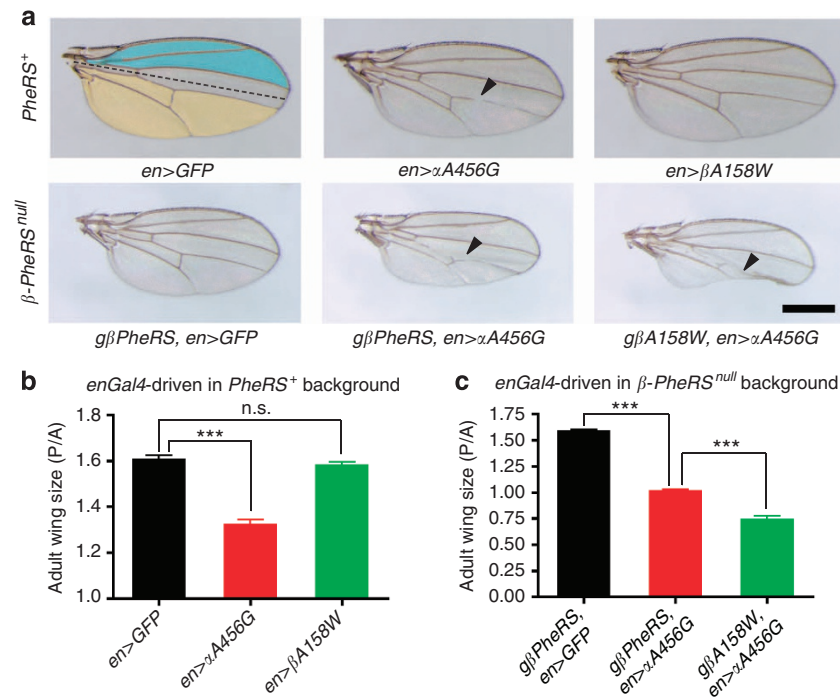 a
PheRS+
en>GFP
en>αA456G
en>βA158W
β-PheRSnull
gβPheRS, en>GFP
gβPheRS, en>αA456G
gβA158W, en>αA456G
b
enGal4-driven in PheRS+ background
Adult wing size (P/A)
1.8
1.6
1.4
1.2
1.0
n.s.
***
en>GFP
en>αA456G
en>βA158W
c
enGal4-driven in β-PheRSnull background
Adult wing size (P/A)
1.75
1.50
1.25
1.00
0.75
0.50
0.25
0.00
***
***
gβPheRS,
en>GFP
gβPheRS,
en>αA456G
gβA158W,
en>αA456G